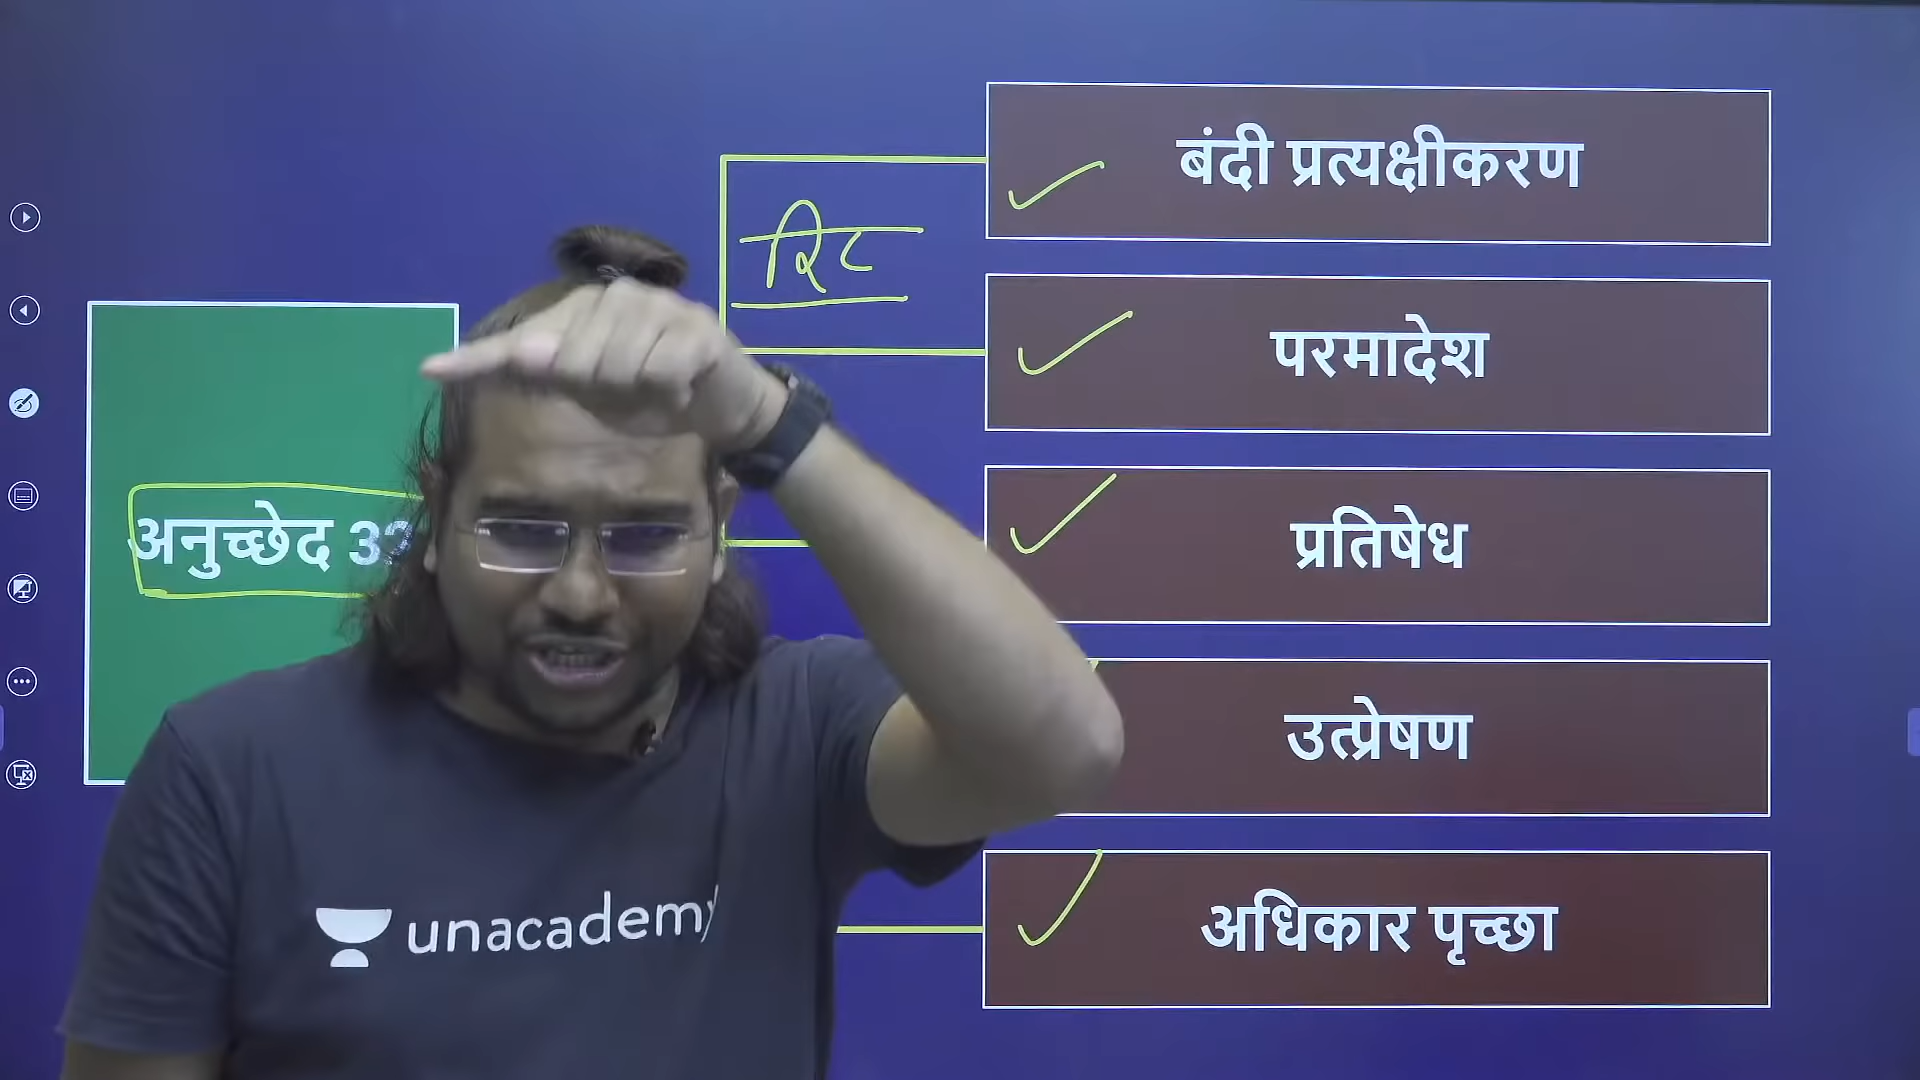 रिट
बंदी प्रत्यक्षीकरण
परमादेश
अनुच्छेद 32
प्रतिषेध
उत्प्रेषण
अधिकार पृच्छा
unacademy